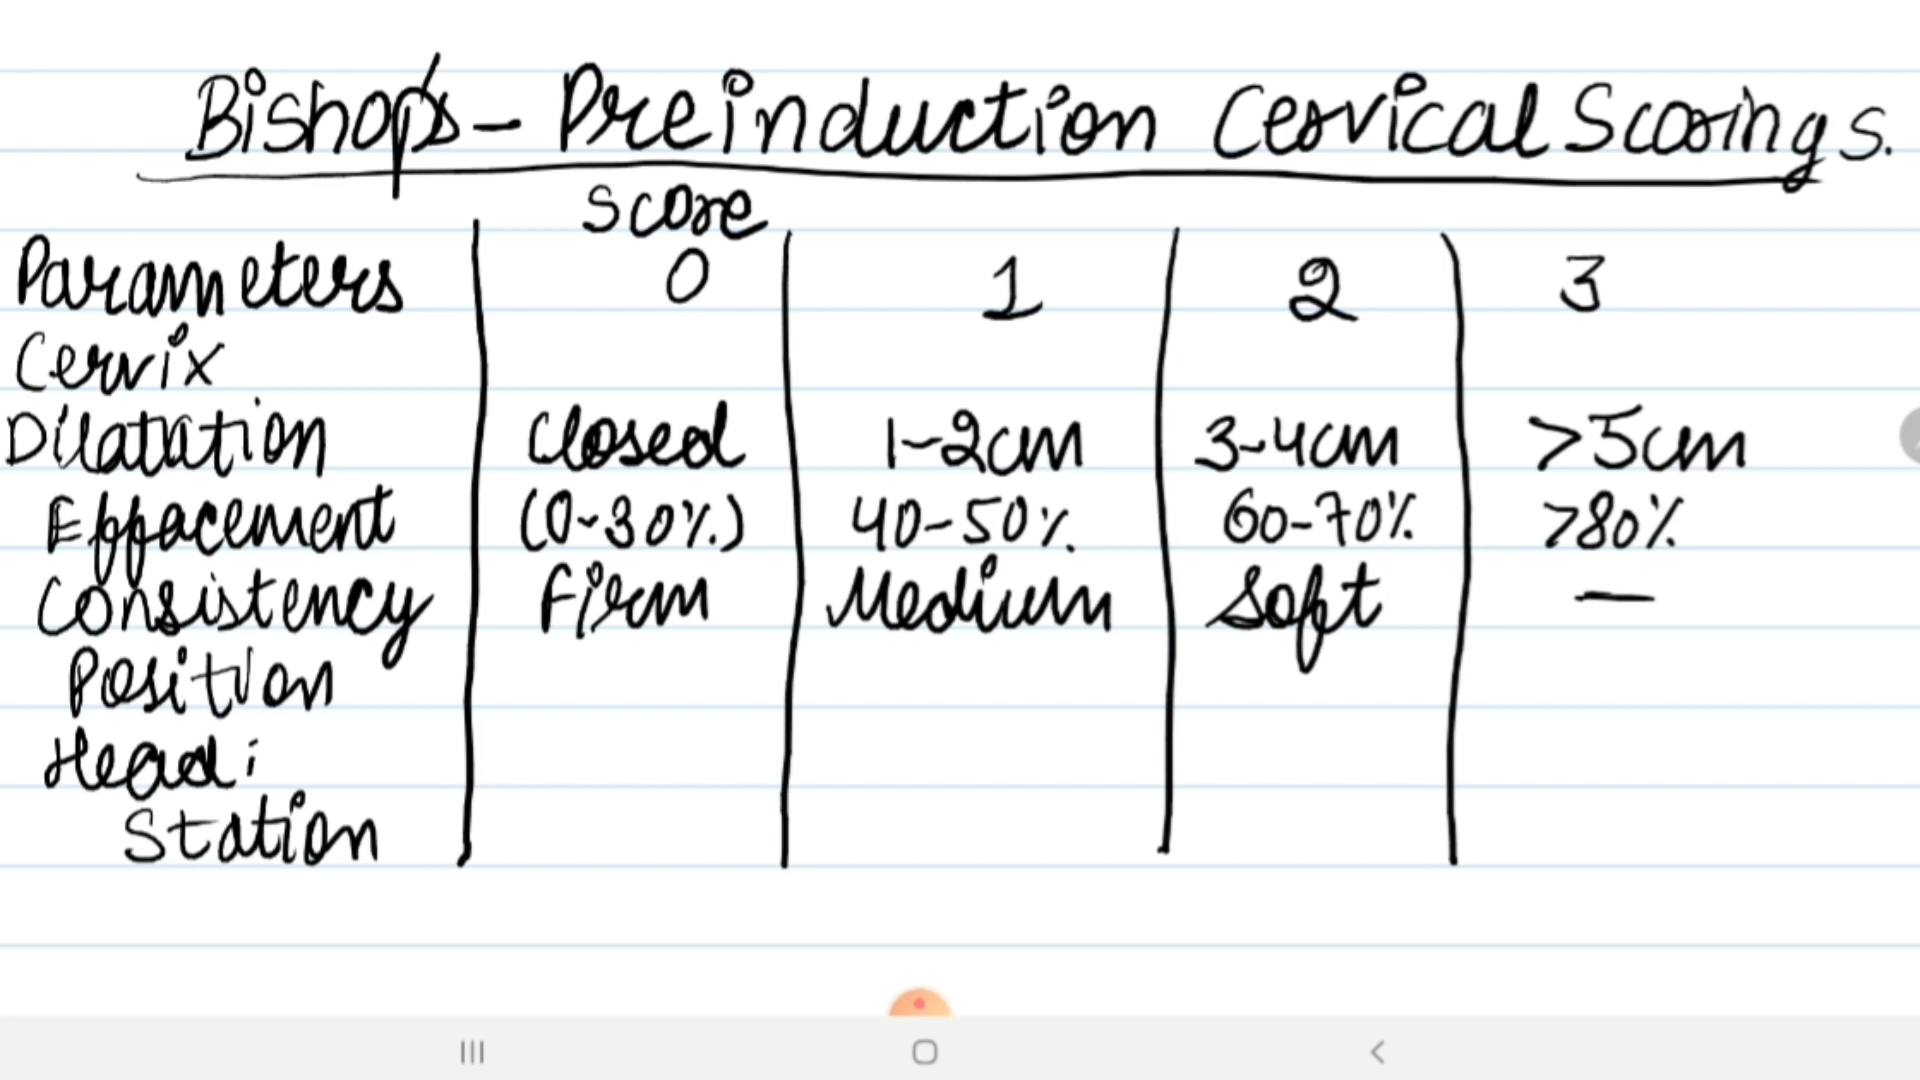 Bishop's - Preinduction Cervical Scorings.
Score
Parameters 0 1 2 3
Cervix
Dilatation Closed 1-2cm 3-4cm >5cm
Effacement (0-30%) 40-50% 60-70% >80%
Consistency Firm Medium Soft —
Position
Head:
Station